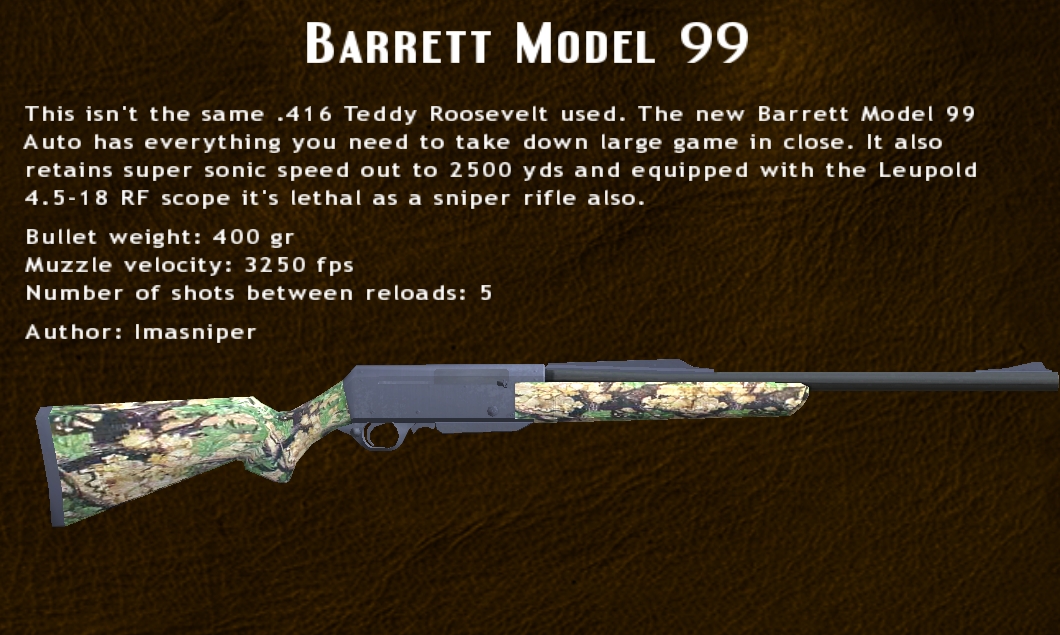 Barrett Model 99
This isn't the same .416 Teddy Roosevelt used. The new Barrett Model 99
Auto has everything you need to take down large game in close. It also
retains super sonic speed out to 2500 yds and equipped with the Leupold
4.5-18 RF scope it's lethal as a sniper rifle also.
Bullet weight: 400 gr
Muzzle velocity: 3250 fps
Number of shots between reloads: 5
Author: Imasniper